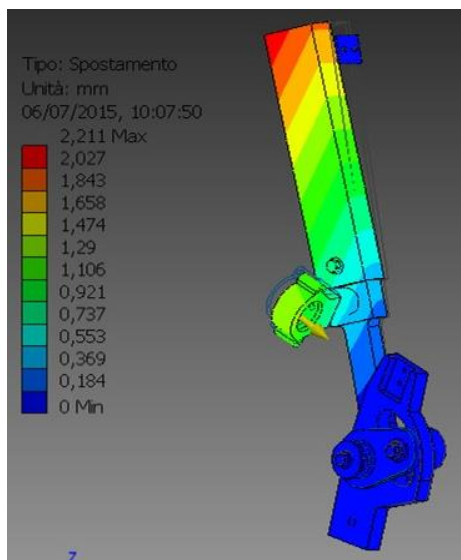 Tipo: Spostamento
Unità: mm
06/07/2015, 10:07:50
2,211 Max
2,027
1,843
1,658
1,474
1,29
1,106
0,921
0,737
0,553
0,369
0,184
0 Min
Z